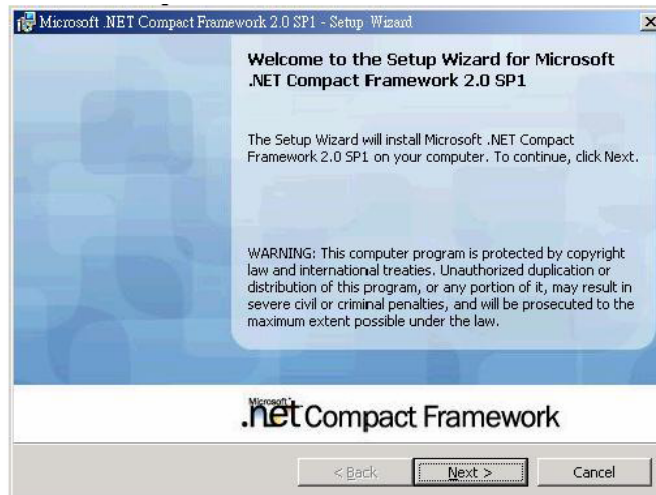 Microsoft .NET Compact Framework 2.0 SP1 - Setup Wizard
Welcome to the Setup Wizard for Microsoft
.NET Compact Framework 2.0 SP1
The Setup Wizard will install Microsoft .NET Compact
Framework 2.0 SP1 on your computer. To continue, click Next.
WARNING: This computer program is protected by copyright
law and international treaties. Unauthorized duplication or
distribution of this program, or any portion of it, may result in
severe civil or criminal penalties, and will be prosecuted to the
maximum extent possible under the law.
Microsoft
.net Compact Framework
< Back Next > Cancel